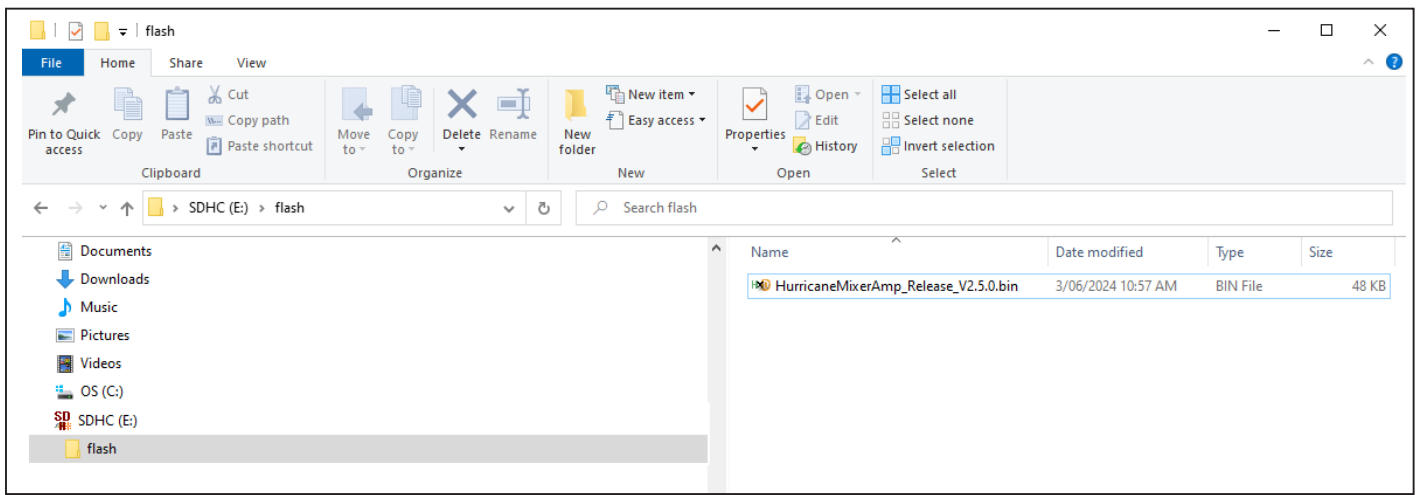 flash
File Home Share View
Pin to Quick access
Copy
Paste
Cut
Copy path
Paste shortcut
Clipboard
Move to
Copy to
Delete
Rename
Organize
New folder
New item
Easy access
New
Properties
Open
Edit
History
Open
Select all
Select none
Invert selection
Select
SDHC (E:) > flash
Search flash
Documents
Downloads
Music
Pictures
Videos
OS (C:)
SDHC (E:)
flash
Name Date modified Type Size
HurricaneMixerAmp_Release_V2.5.0.bin 3/06/2024 10:57 AM BIN File 48 KB